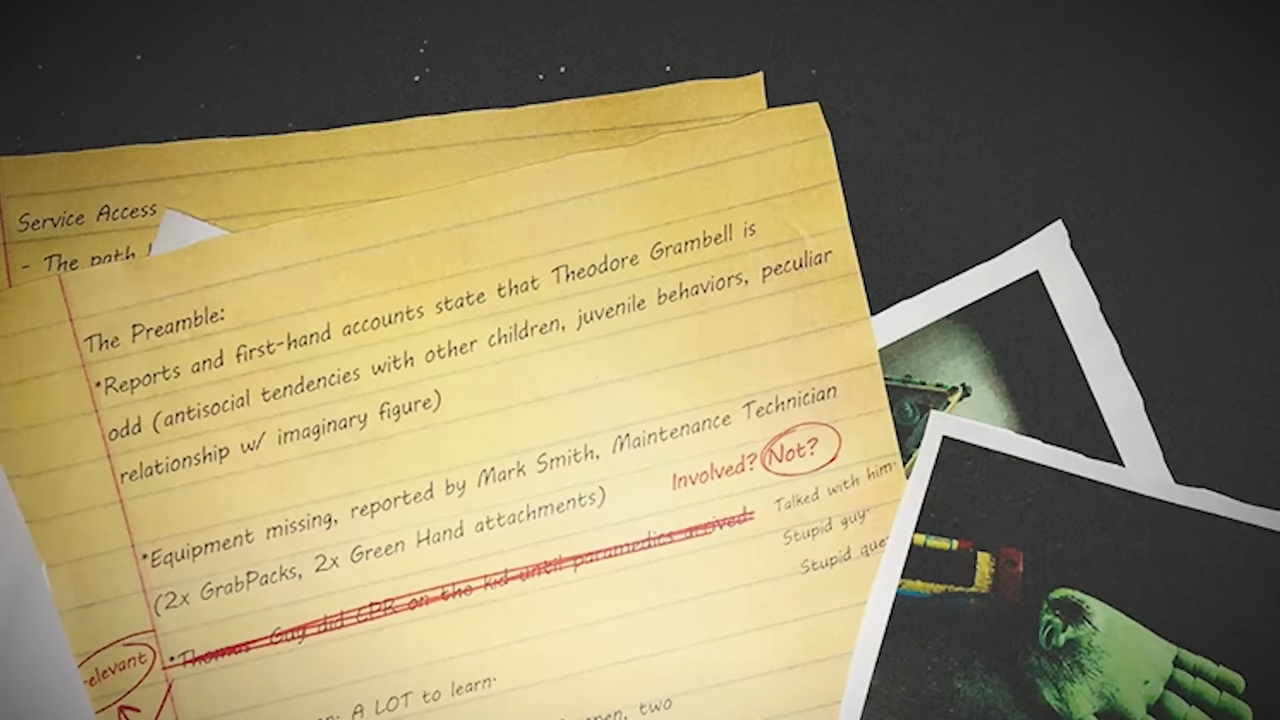 Service Access
- The path
The Preamble:
•Reports and first-hand accounts state that Theodore Grambell is
odd (antisocial tendencies with other children, juvenile behaviors, peculiar
relationship w/ imaginary figure)
•Equipment missing, reported by Mark Smith, Maintenance Technician
(2x GrabPacks, 2x Green Hand attachments)
Involved? Not?
Talked with him.
Stupid guy.
Stupid
•Thomas Guy did CPR on the kid until paramedics arrived.
A LOT to learn.
two